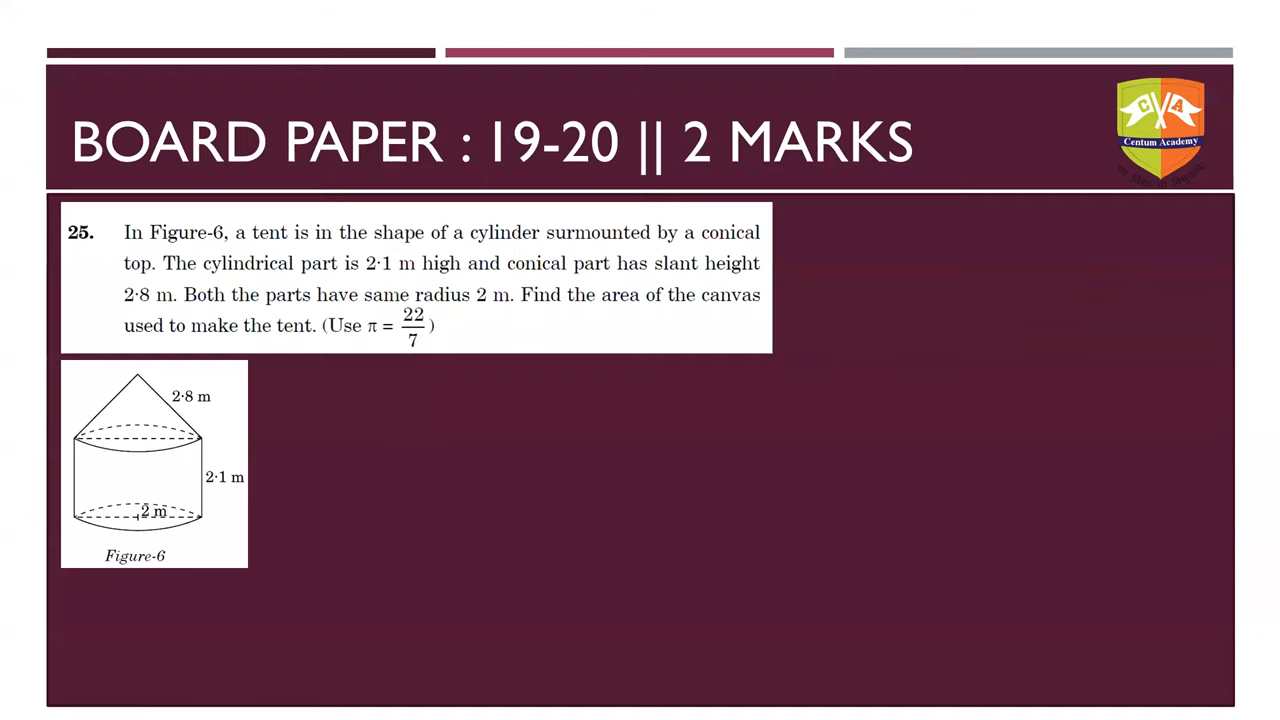 BOARD PAPER : 19-20 || 2 MARKS
C A
Centum Academy
25. In Figure-6, a tent is in the shape of a cylinder surmounted by a conical
top. The cylindrical part is 2·1 m high and conical part has slant height
2·8 m. Both the parts have same radius 2 m. Find the area of the canvas
used to make the tent. (Use π = 22/7)
2·8 m
2·1 m
2 m
Figure-6